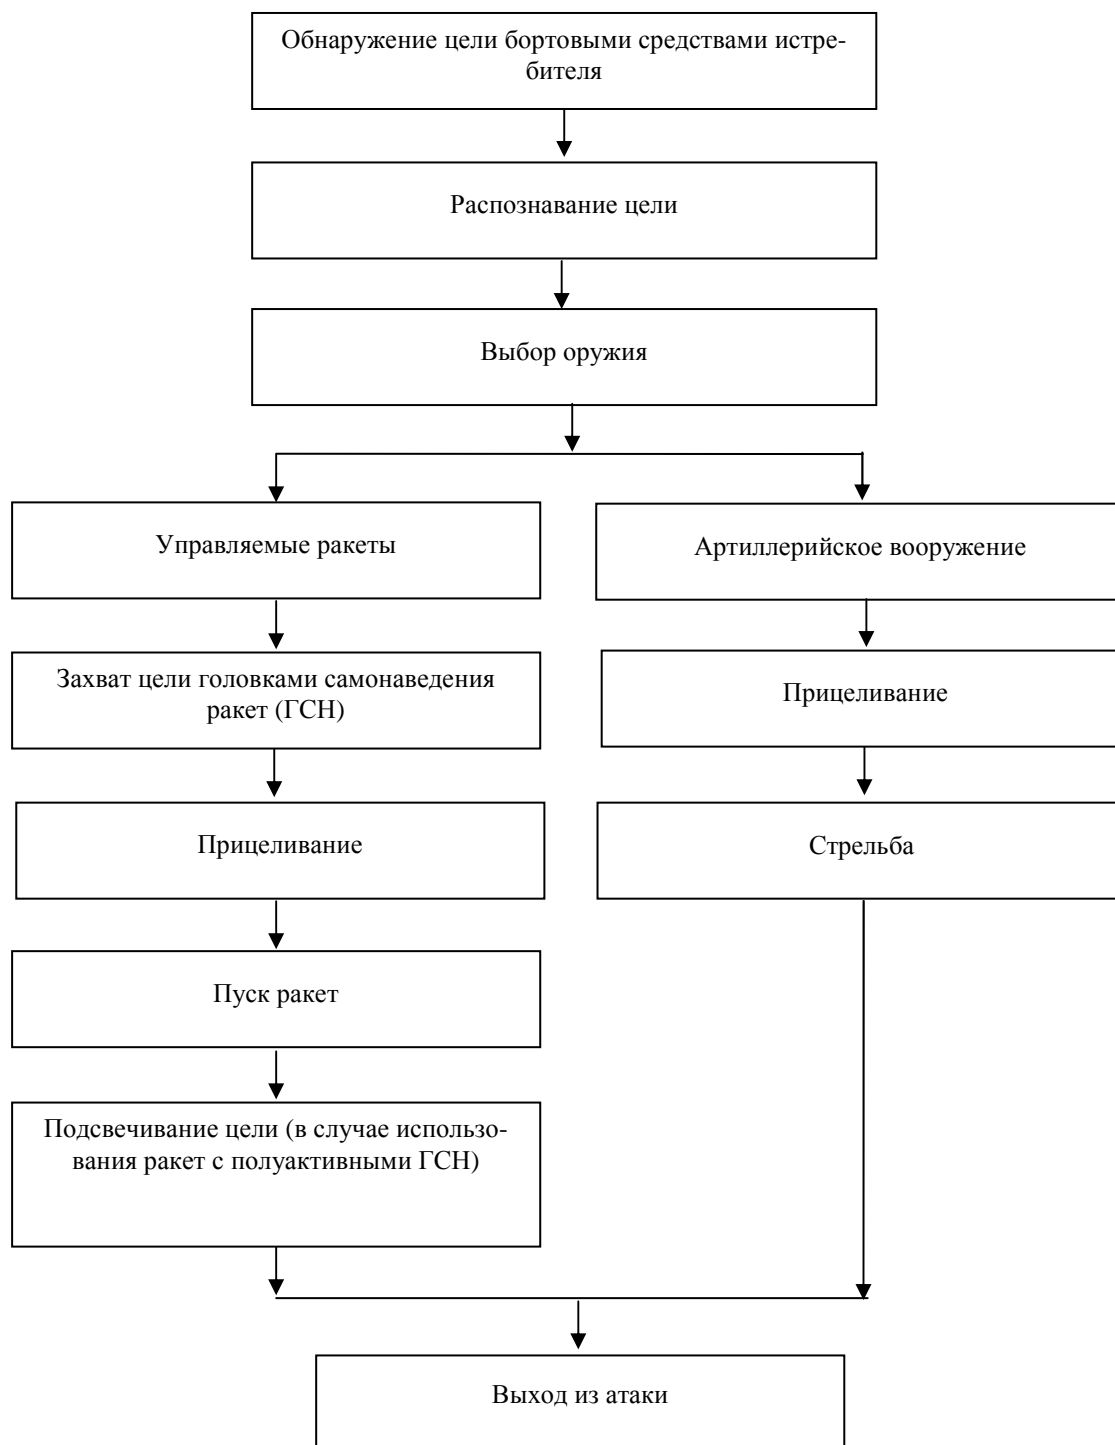 Обнаружение цели бортовыми средствами истре-
бителя
Распознавание цели
Выбор оружия
Управляемые ракеты
Артиллерийское вооружение
Захват цели головками самонаведения
ракет (ГСН)
Прицеливание
Прицеливание
Стрельба
Пуск ракет
Подсвечивание цели (в случае использо-
вания ракет с полуактивными ГСН)
Выход из атаки